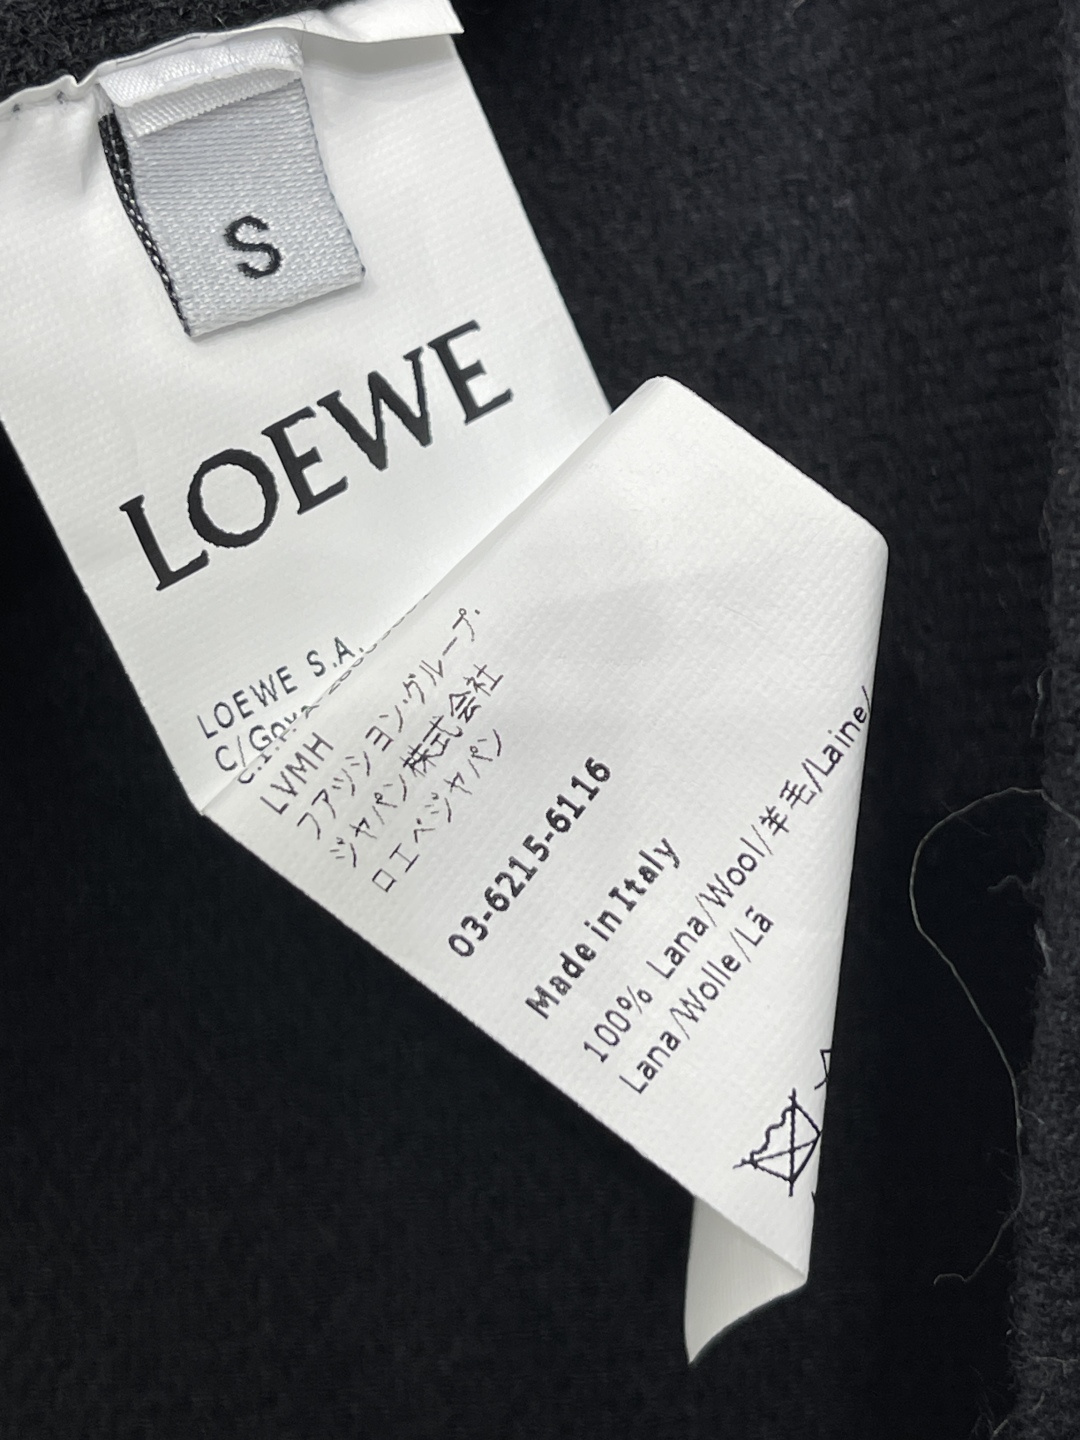 S
LOEWE
LOEWE S.A.
C/Goya
LVMH
ファッション・グループ・
ジャパン株式会社
ロエベジャパン
03-6215-6116
Made in Italy
100% Lana/Wool/羊毛/Laine/
Lana/Wolle/Lã